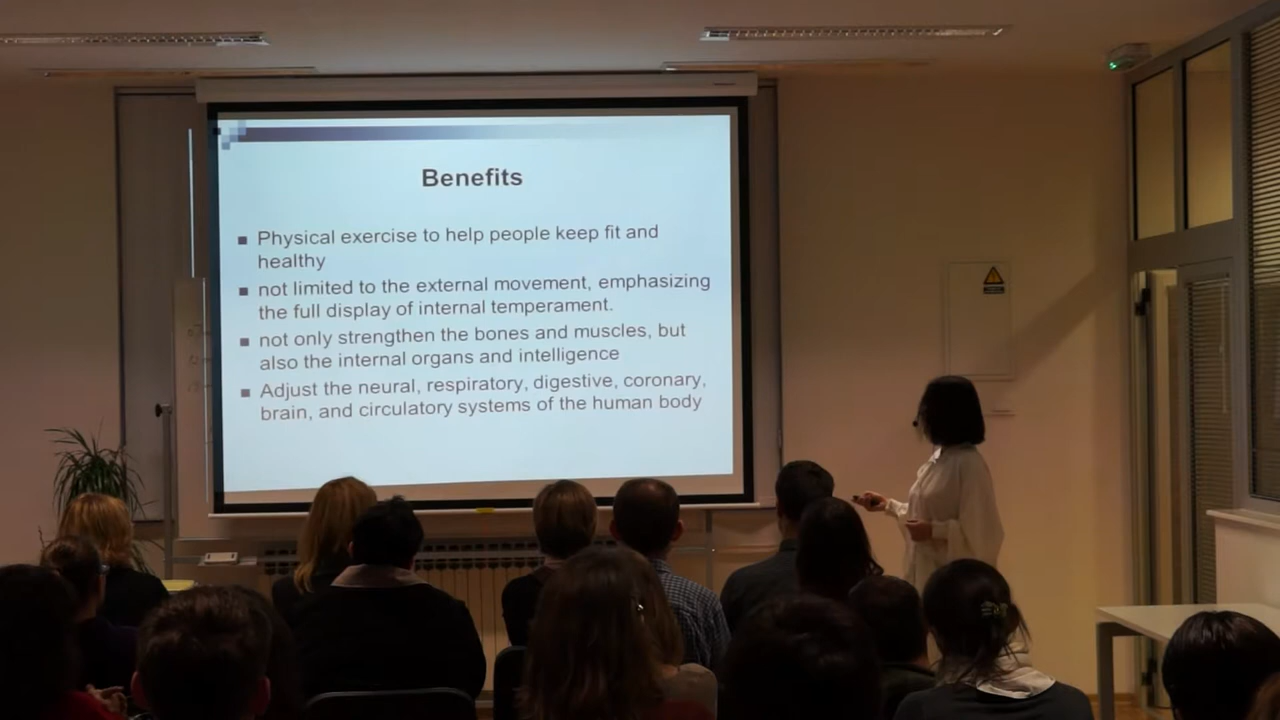 Benefits
Physical exercise to help people keep fit and
healthy
not limited to the external movement, emphasizing
the full display of internal temperament.
not only strengthen the bones and muscles, but
also the internal organs and intelligence
Adjust the neural, respiratory, digestive, coronary,
brain, and circulatory systems of the human body